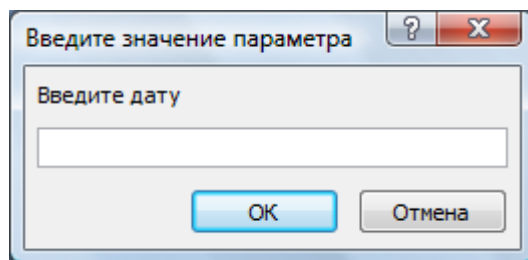 Введите значение параметра
Введите дату
ОК
Отмена